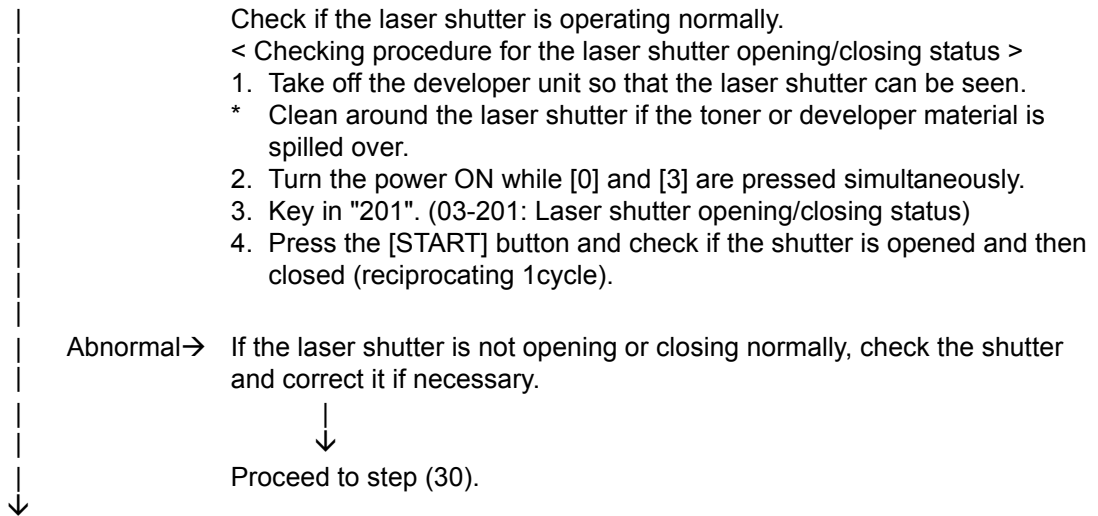 Check if the laser shutter is operating normally.
< Checking procedure for the laser shutter opening/closing status >
1. Take off the developer unit so that the laser shutter can be seen.
* Clean around the laser shutter if the toner or developer material is
spilled over.
2. Turn the power ON while [0] and [3] are pressed simultaneously.
3. Key in "201". (03-201: Laser shutter opening/closing status)
4. Press the [START] button and check if the shutter is opened and then
closed (reciprocating 1cycle).
Abnormal→ If the laser shutter is not opening or closing normally, check the shutter
and correct it if necessary.
Proceed to step (30).